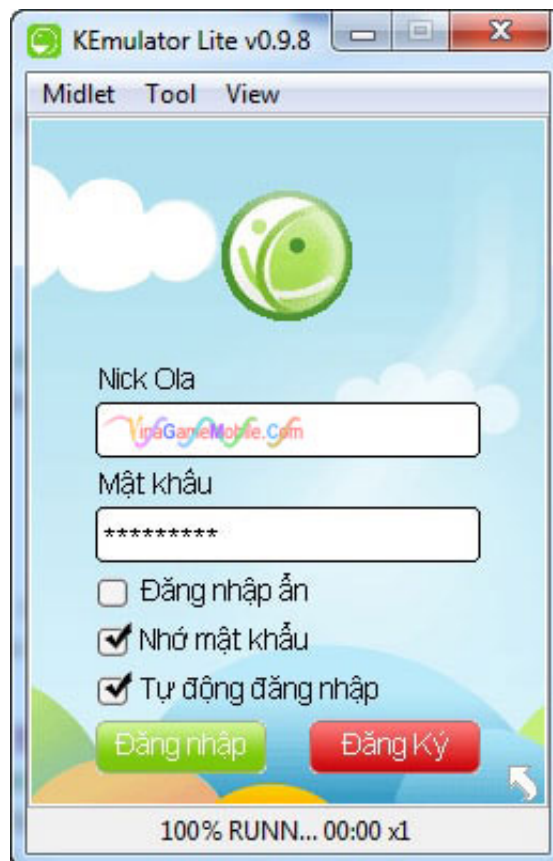 KEmulator Lite v0.9.8
Midlet Tool View
Nick Ola
VinaGameMobile.Com
Mật khẩu
*********
Đăng nhập ẩn
Nhớ mật khẩu
Tự động đăng nhập
Đăng nhập Đăng Ký
100% RUNN... 00:00 x1